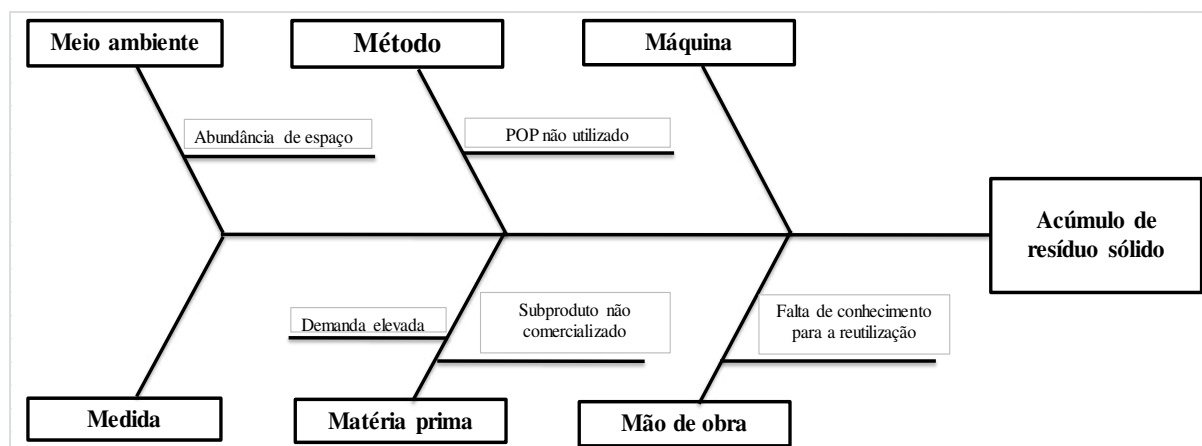 Meio ambiente
Método
Máquina
Abundância de espaço
POP não utilizado
Acúmulo de
resíduo sólido
Demanda elevada
Subproduto não
comercializado
Falta de conhecimento
para a reutilização
Medida
Matéria prima
Mão de obra